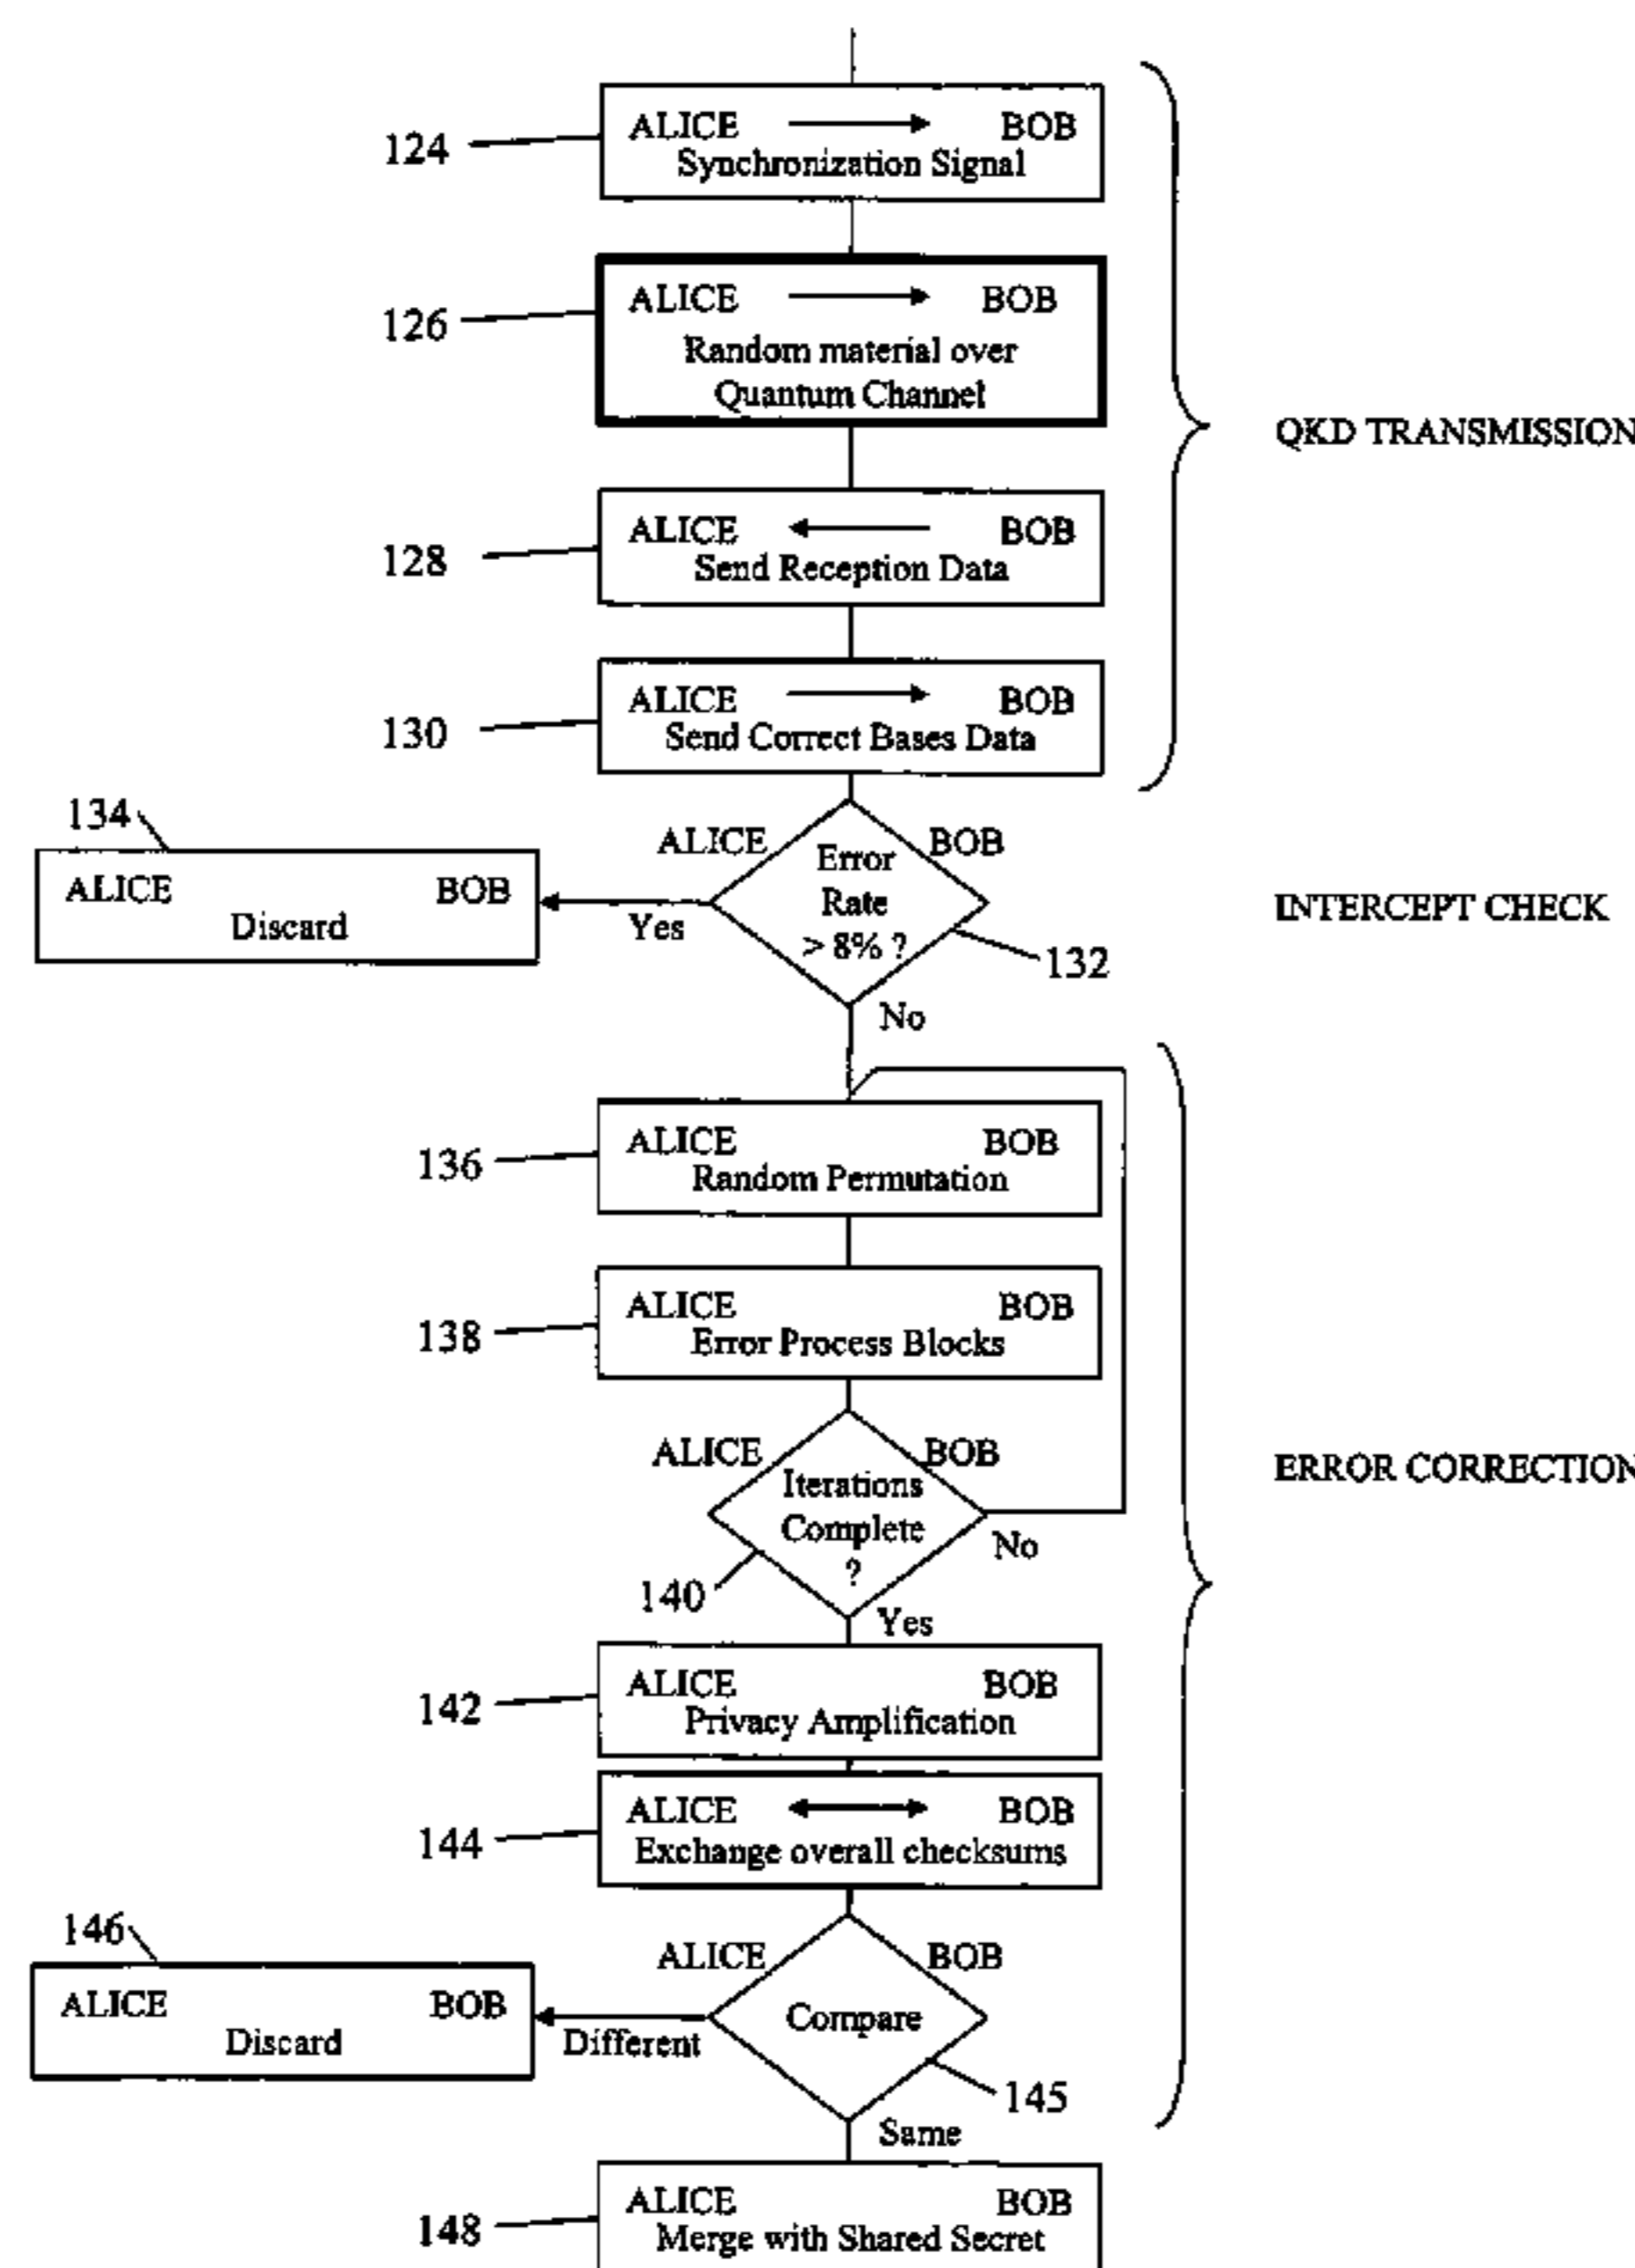 ALICE BOB
124
Synchronization Signal
ALICE BOB
126
Random material over
Quantum Channel
QKD TRANSMISSION
ALICE BOB
128
Send Reception Data
ALICE BOB
130
Send Correct Bases Data
134
ALICE BOB
Error
ALICE BOB
Rate
INTERCEPT CHECK
Discard
Yes
> 8% ?
132
No
ALICE BOB
136
Random Permutation
ALICE BOB
138
Error Process Blocks
ALICE BOB
ERROR CORRECTION
Iterations
Complete
No
?
140
Yes
ALICE BOB
142
Privacy Amplification
ALICE BOB
144
Exchange overall checksums
146
ALICE BOB
ALICE BOB
Compare
Discard
Different
145
Same
ALICE BOB
148
Merge with Shared Secret